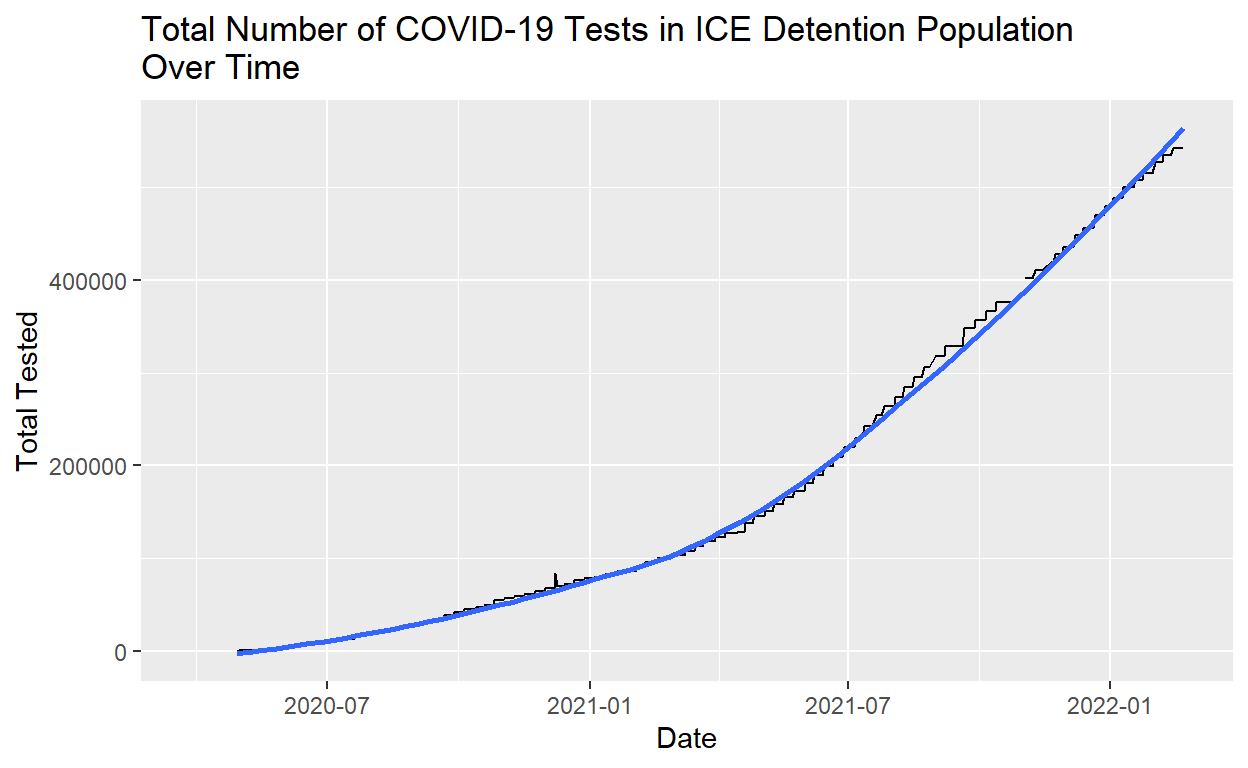 Total Number of COVID-19 Tests in ICE Detention Population
Over Time
Total Tested
400000
200000
0
2020-07
2021-01
2021-07
2022-01
Date